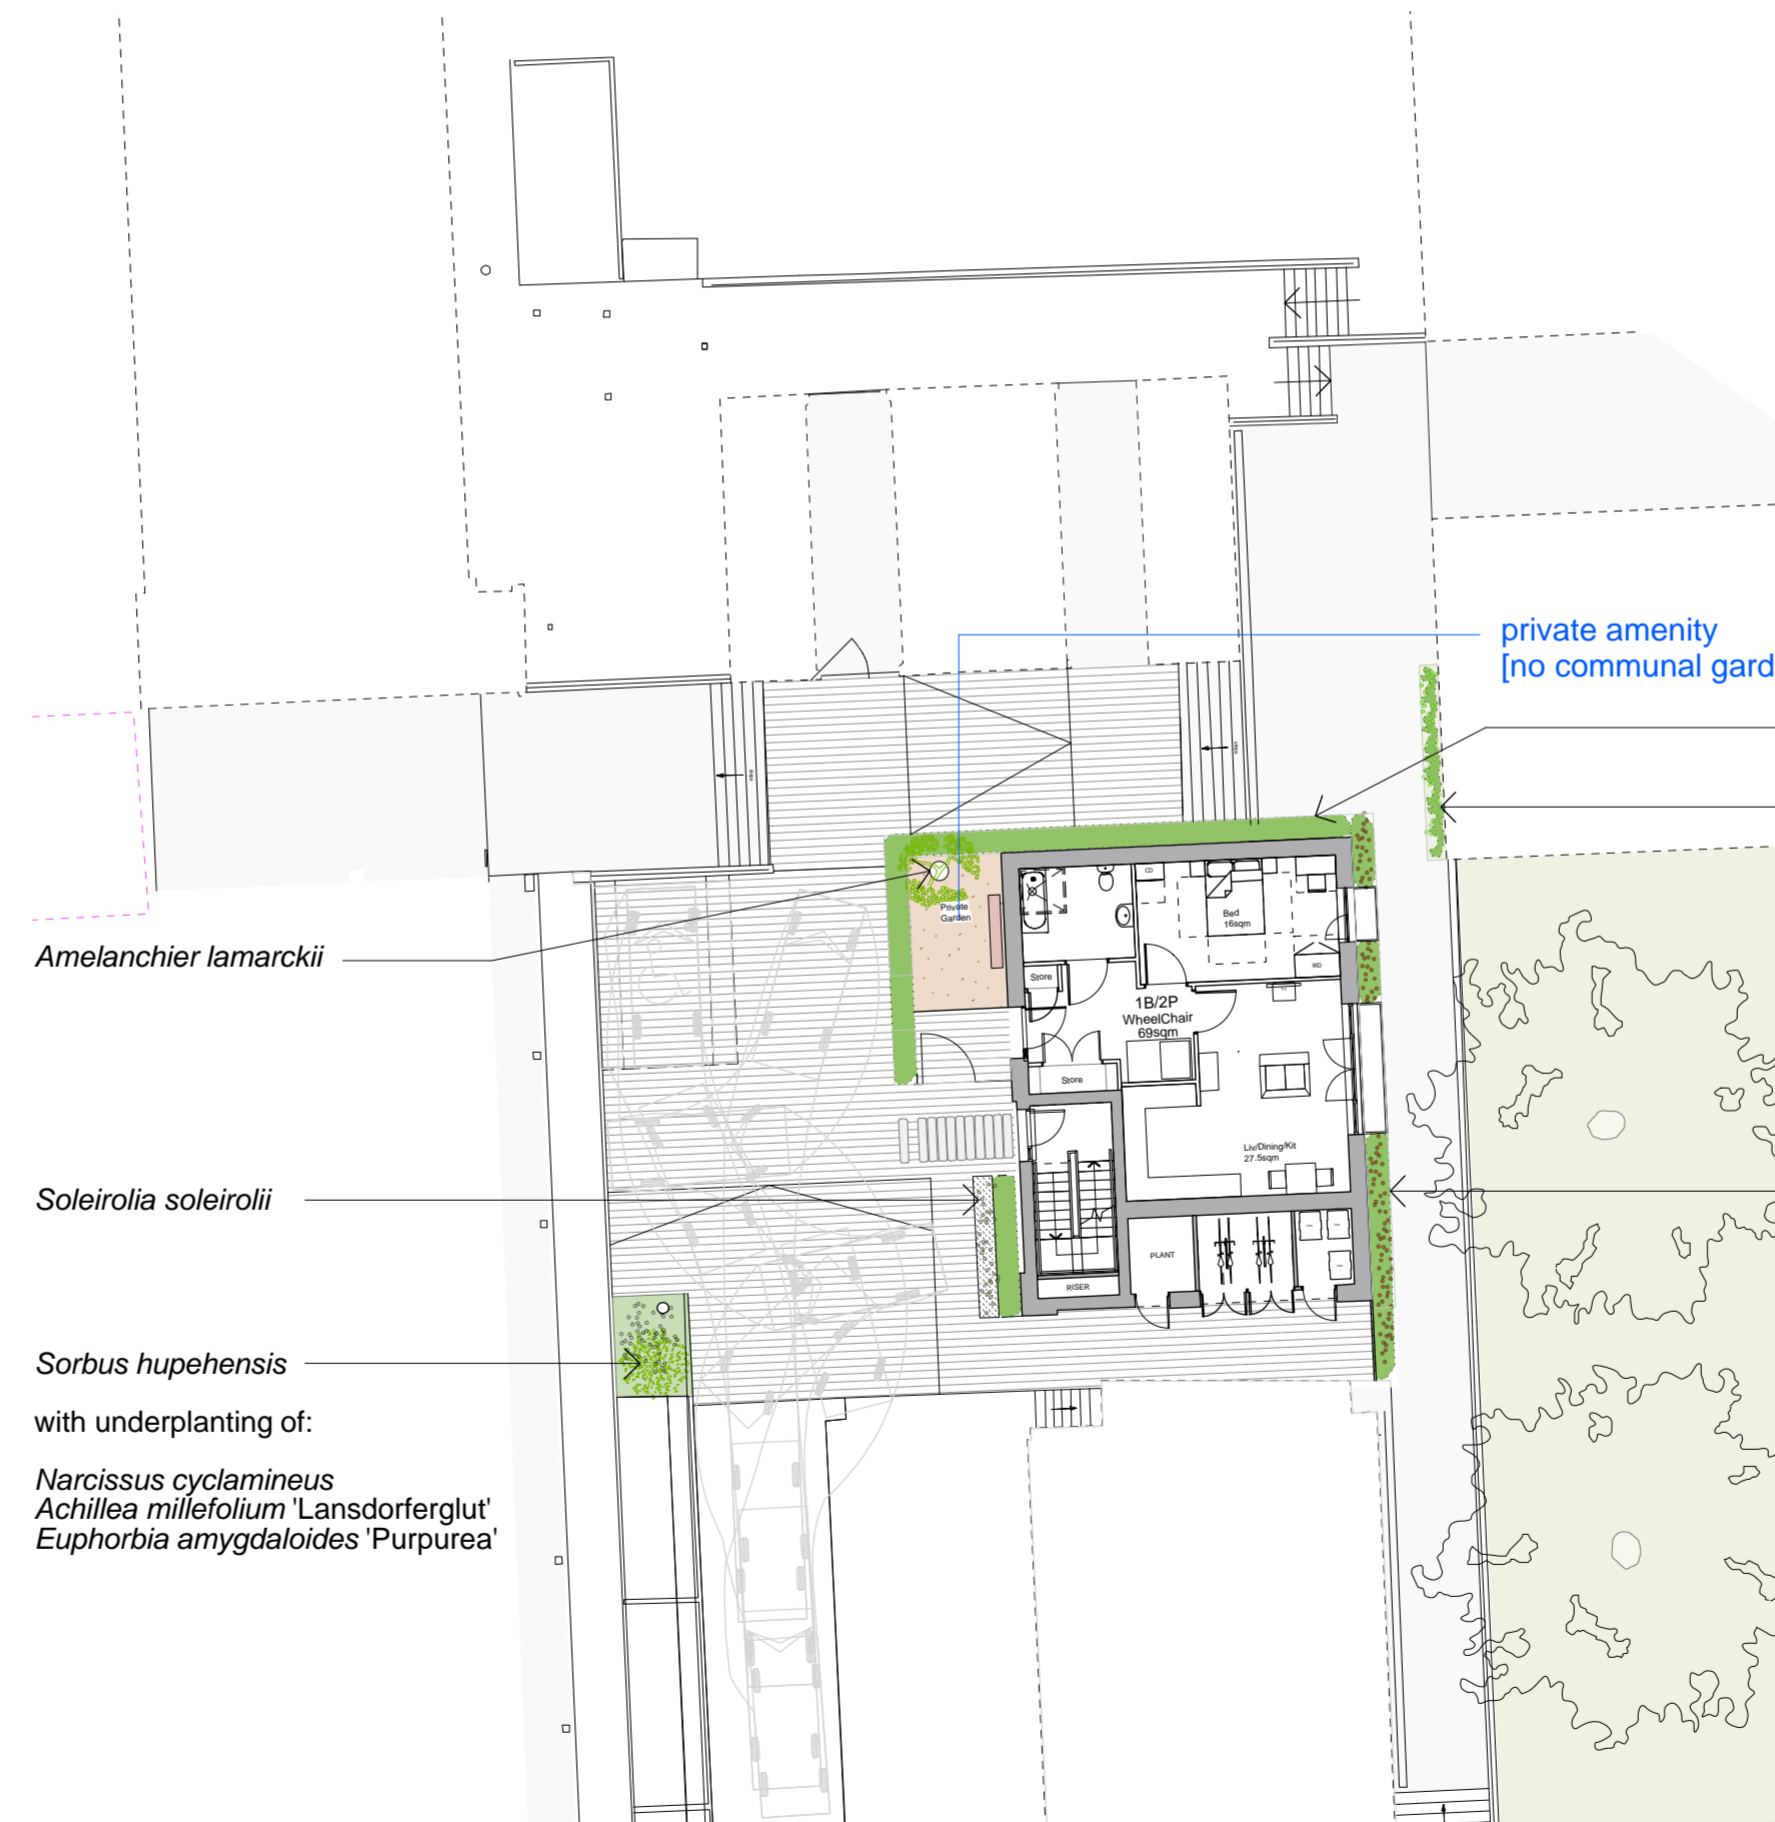 private amenity
[no communal gard
Private
Garden
CD
Bed
16sqm
WD
Store
1B/2P
WheelChair
69sqm
Store
Liv/Dining/Kit
27.5sqm
PLANT
RISER
Amelanchier lamarckii
Soleirolia soleirolii
Sorbus hupehensis
with underplanting of:
Narcissus cyclamineus
Achillea millefolium 'Lansdorferglut'
Euphorbia amygdaloides 'Purpurea'